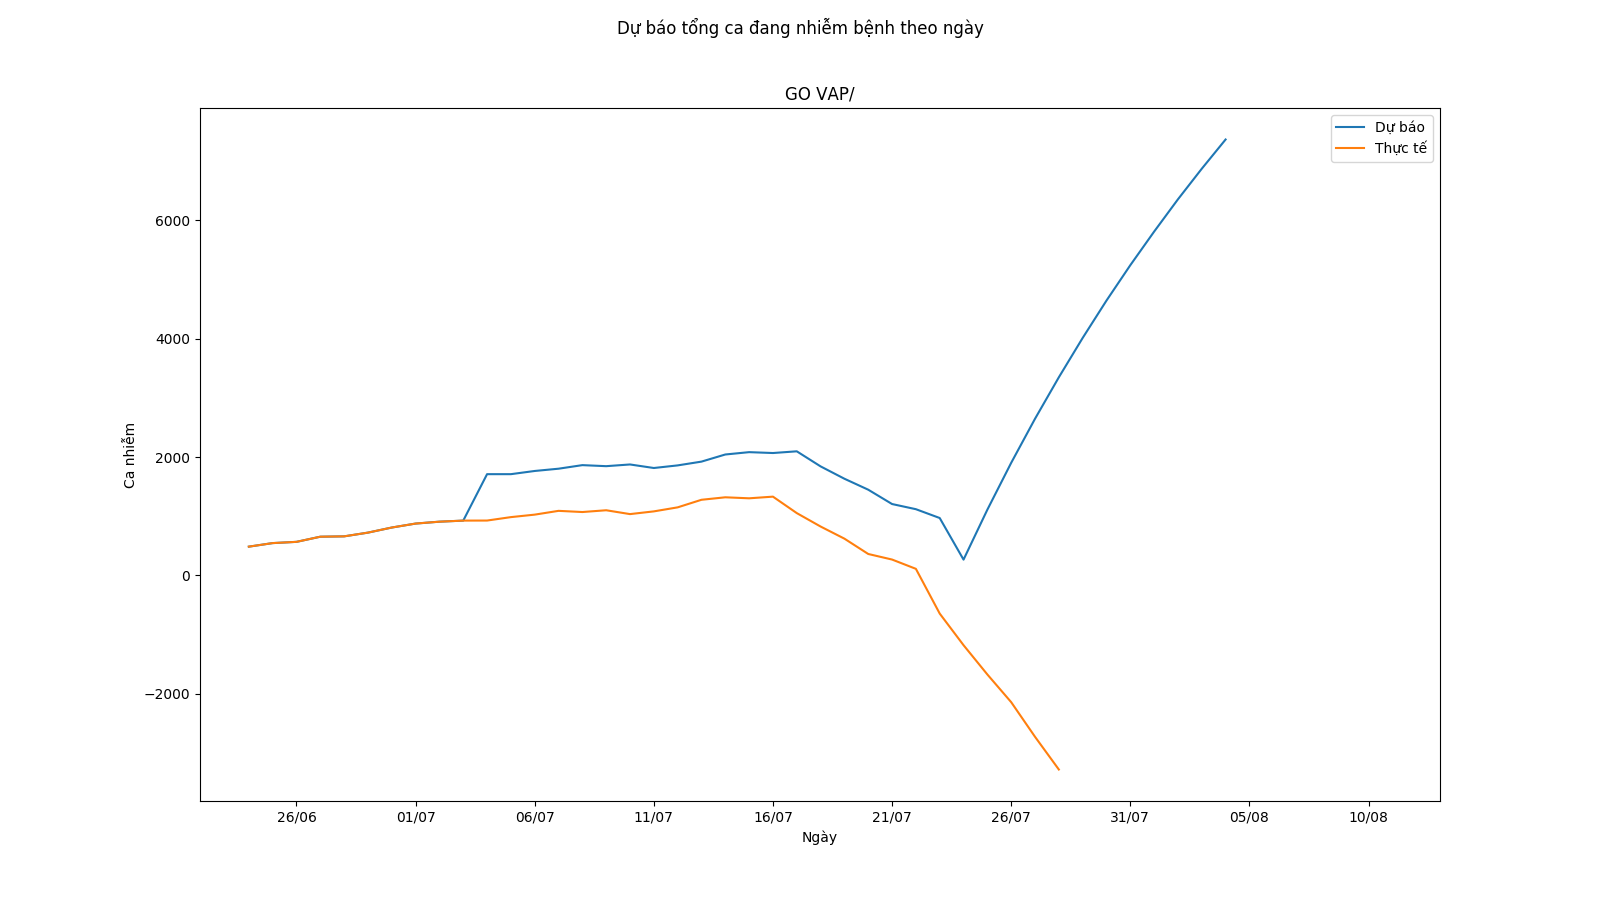 Dự báo tổng ca đang nhiễm bệnh theo ngày
GO VAP/
Dự báo
Thực tế
6000
4000
2000
0
−2000
Ca nhiễm
26/06 01/07 06/07 11/07 16/07 21/07 26/07 31/07 05/08 10/08
Ngày